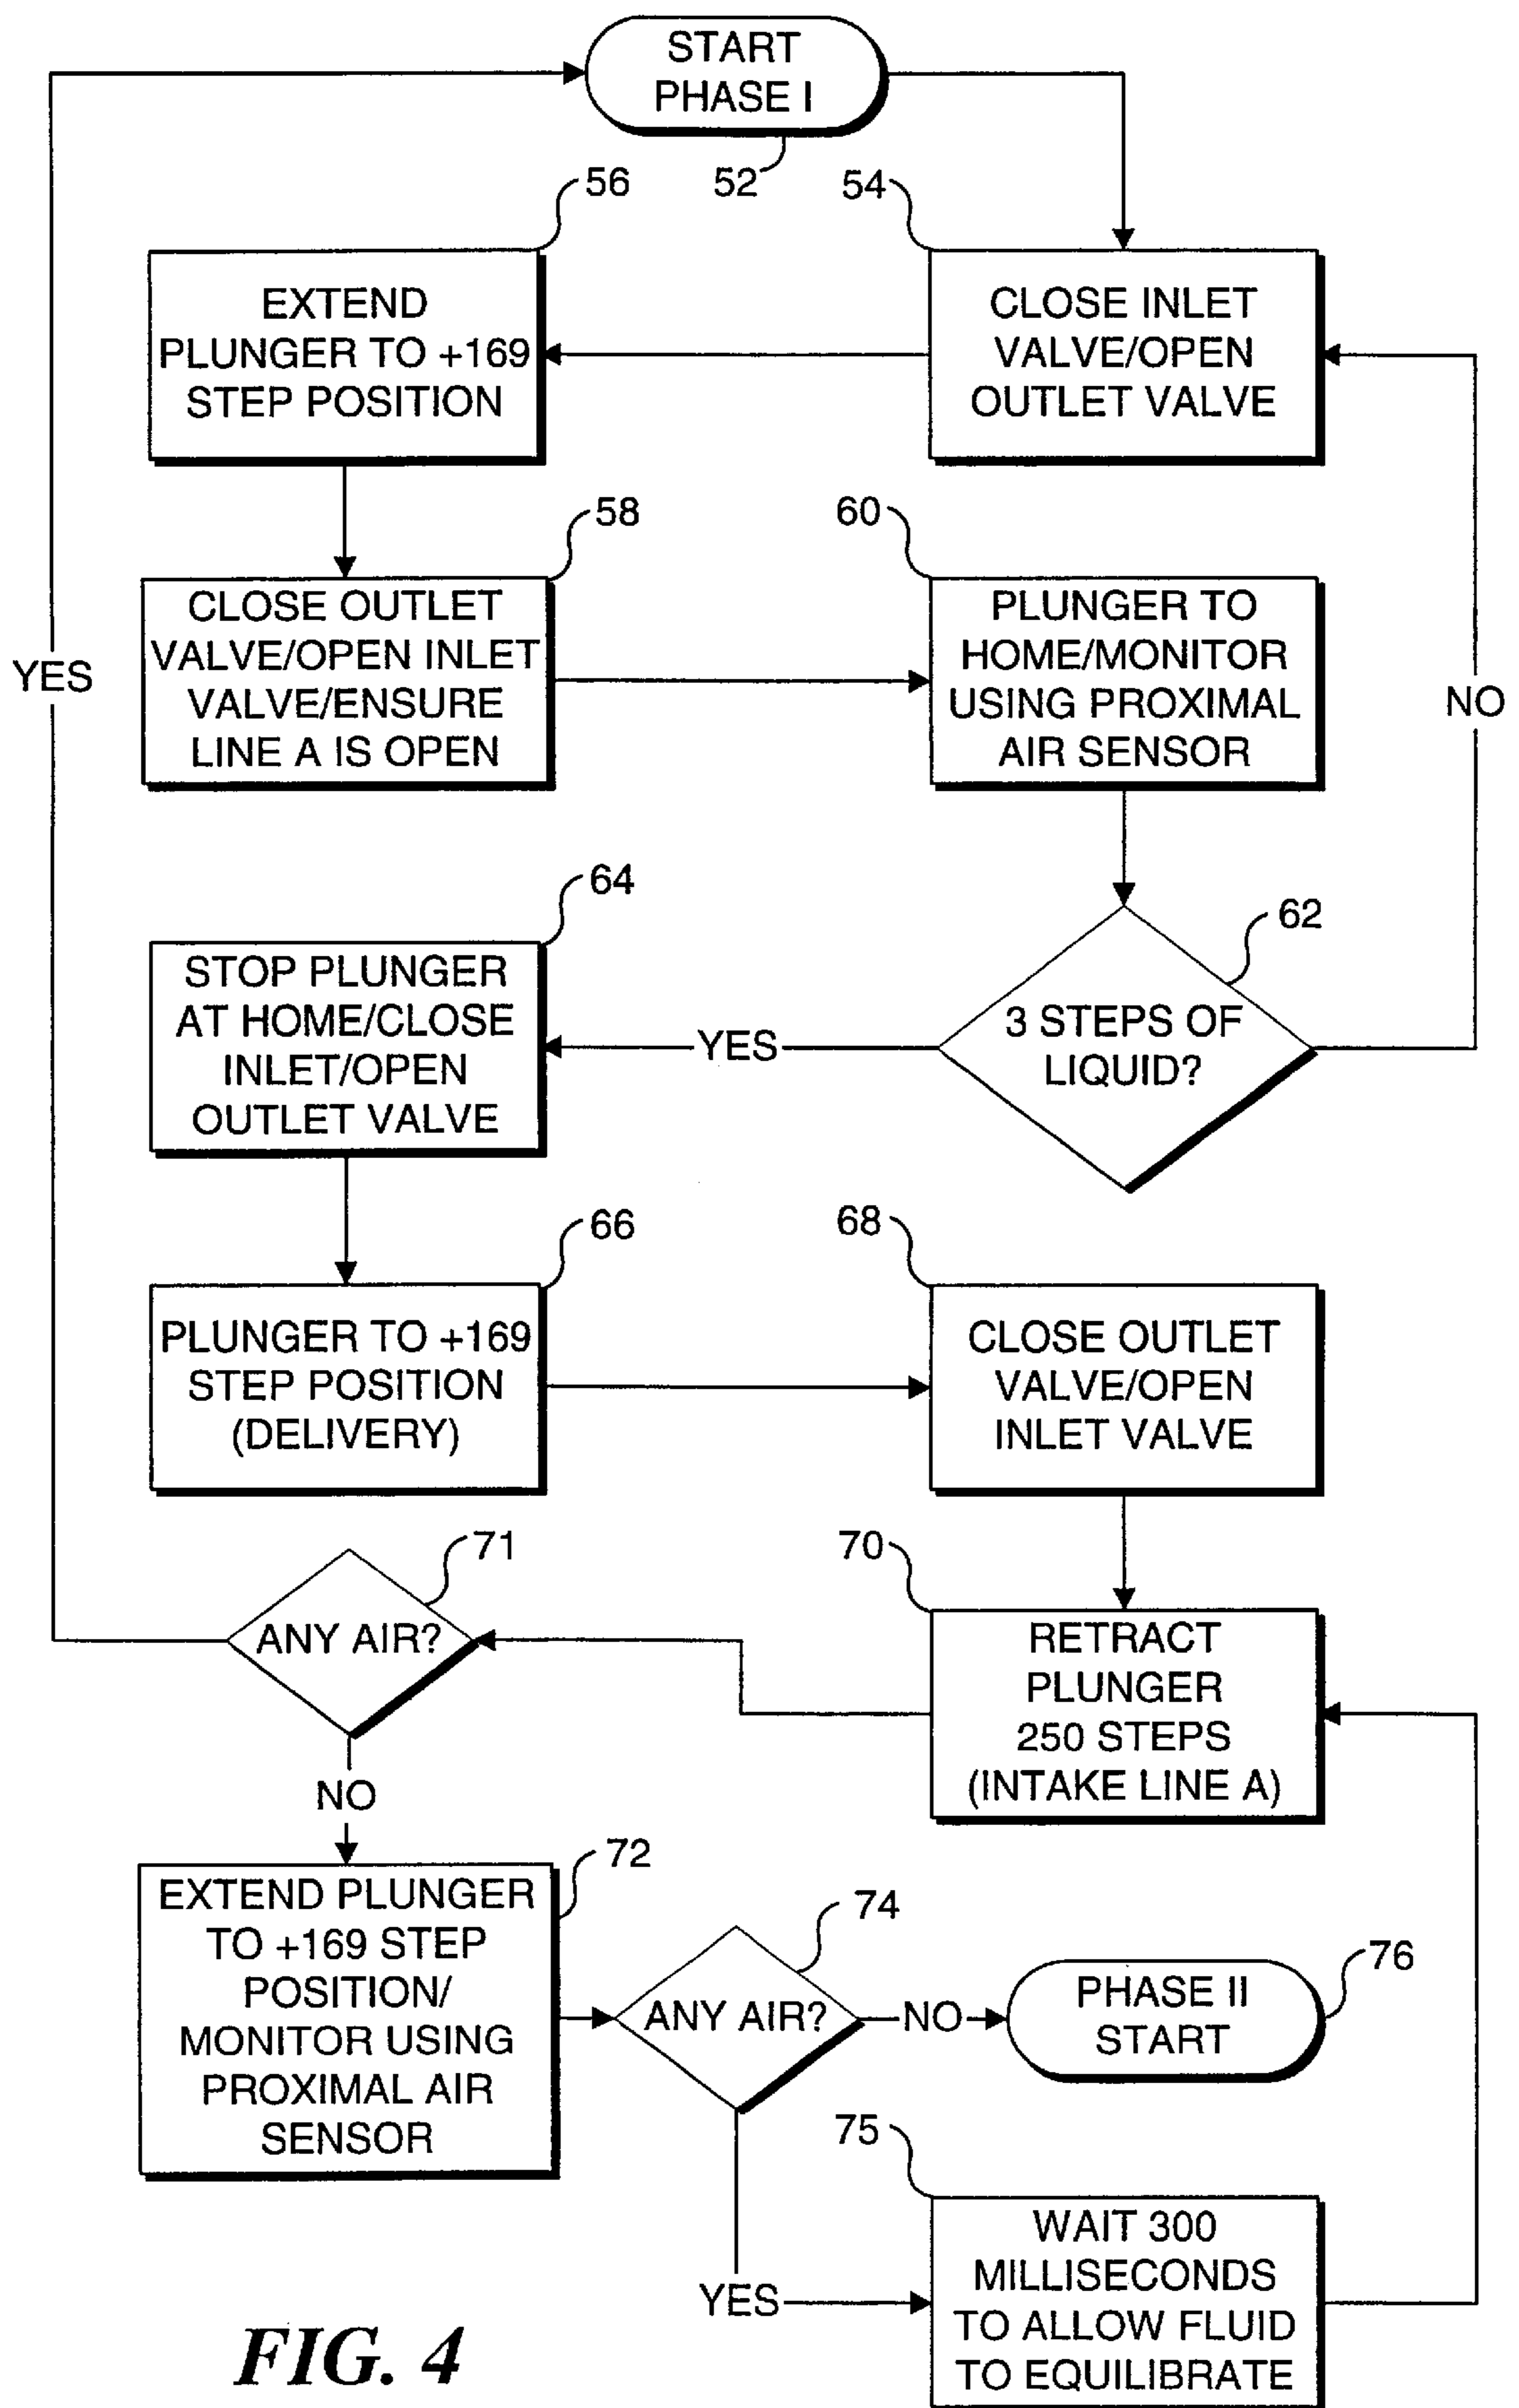 START
PHASE I
52
56
54
EXTEND
PLUNGER TO +169
STEP POSITION
CLOSE INLET
VALVE/OPEN
OUTLET VALVE
58
60
CLOSE OUTLET
VALVE/OPEN INLET
VALVE/ENSURE
LINE A IS OPEN
PLUNGER TO
HOME/MONITOR
USING PROXIMAL
AIR SENSOR
YES
NO
64
62
STOP PLUNGER
AT HOME/CLOSE
INLET/OPEN
OUTLET VALVE
YES
3 STEPS OF
LIQUID?
66
68
PLUNGER TO +169
STEP POSITION
(DELIVERY)
CLOSE OUTLET
VALVE/OPEN
INLET VALVE
71
70
ANY AIR?
RETRACT
PLUNGER
250 STEPS
(INTAKE LINE A)
NO
72
EXTEND PLUNGER
TO +169 STEP
POSITION/
MONITOR USING
PROXIMAL AIR
SENSOR
74
ANY AIR?
NO
76
PHASE II
START
75
YES
WAIT 300
MILLISECONDS
TO ALLOW FLUID
TO EQUILIBRATE
FIG. 4